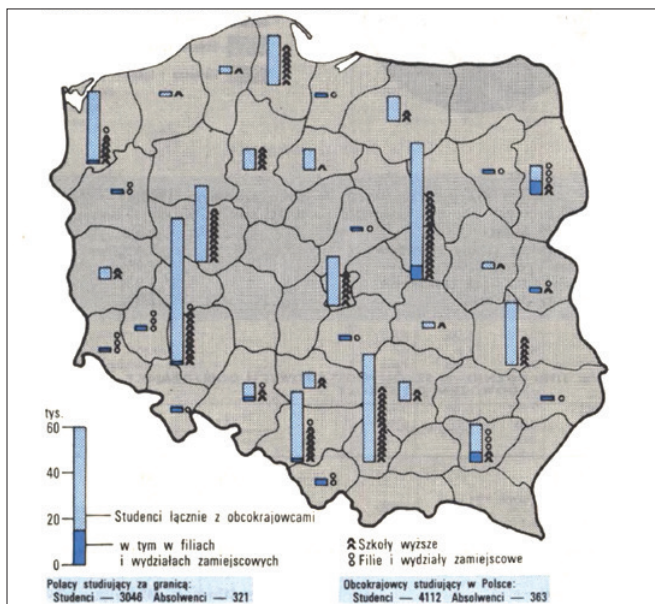 tys.
60
40
20
0
Studenci łącznie z obcokrajowcami
w tym w filiach
i wydziałach zamiejscowych
Szkoły wyższe
Filie i wydziały zamiejscowe
Polacy studiujący za granicą:
Studenci — 3046 Absolwenci — 321
Obcokrajowcy studiujący w Polsce:
Studenci — 4112 Absolwenci — 363